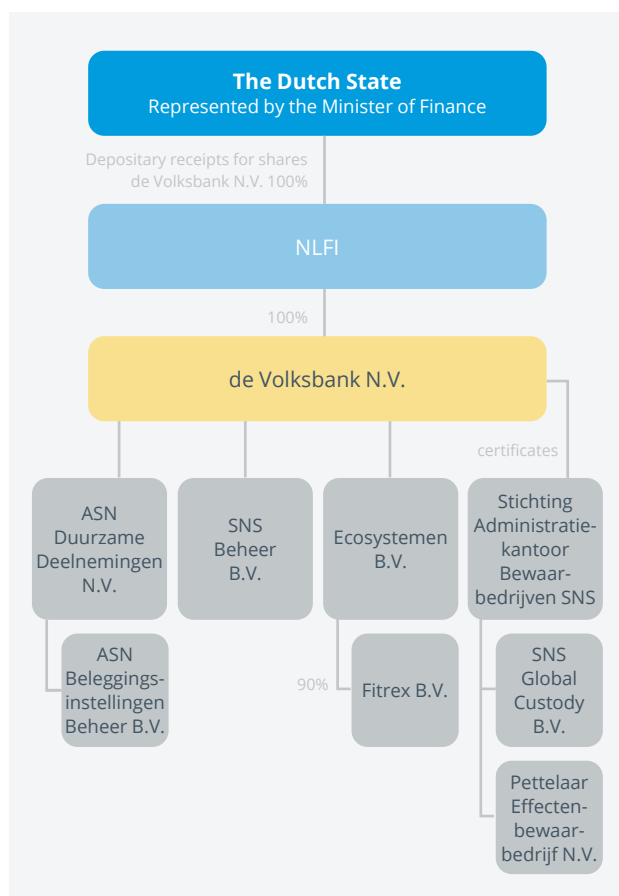 The Dutch State
Represented by the Minister of Finance
Depositary receipts for shares
de Volksbank N.V. 100%
NLFI
100%
de Volksbank N.V.
certificates
ASN
Duurzame
Deelnemingen
N.V.
SNS
Beheer
B.V.
Ecosystemen
B.V.
Stichting
Administratie-
kantoor
Bewaar-
bedrijven SNS
ASN
Beleggings-
instellingen
Beheer B.V.
90%
Fitrex B.V.
SNS
Global
Custody
B.V.
Pettelaar
Effecten-
bewaar-
bedrijf N.V.